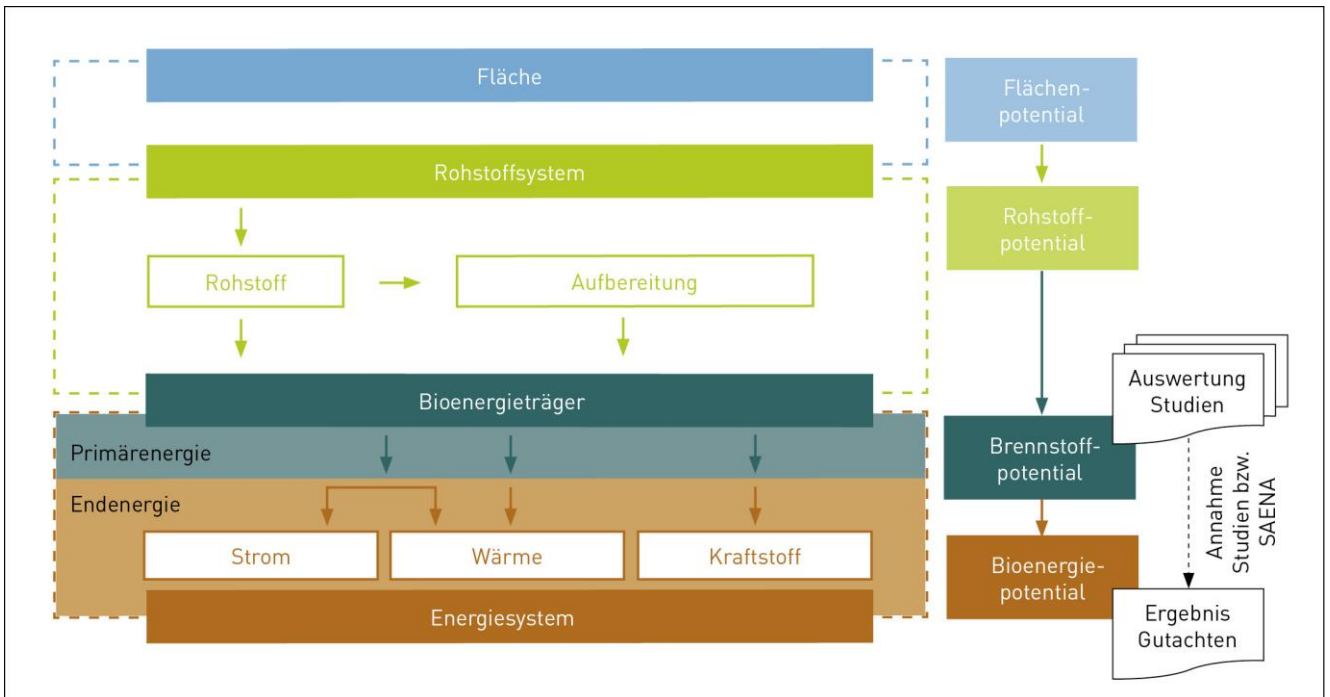 Fläche
Rohstoffsystem
Rohstoff
Aufbereitung
Bioenergieträger
Primärenergie
Endenergie
Strom
Wärme
Kraftstoff
Energiesystem
Flächen-
potential
Rohstoff-
potential
Brennstoff-
potential
Bioenergie-
potential
Auswertung
Studien
Annahme
Studien bzw.
SAENA
Ergebnis
Gutachten